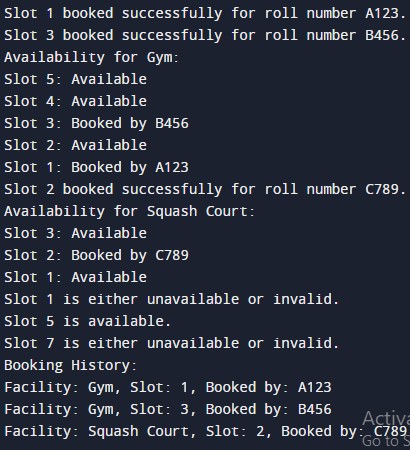 Slot 1 booked successfully for roll number A123.
Slot 3 booked successfully for roll number B456.
Availability for Gym:
Slot 5: Available
Slot 4: Available
Slot 3: Booked by B456
Slot 2: Available
Slot 1: Booked by A123
Slot 2 booked successfully for roll number C789.
Availability for Squash Court:
Slot 3: Available
Slot 2: Booked by C789
Slot 1: Available
Slot 1 is either unavailable or invalid.
Slot 5 is available.
Slot 7 is either unavailable or invalid.
Booking History:
Facility: Gym, Slot: 1, Booked by: A123
Facility: Gym, Slot: 3, Booked by: B456
Facility: Squash Court, Slot: 2, Booked by: C789
Activa
Go to S